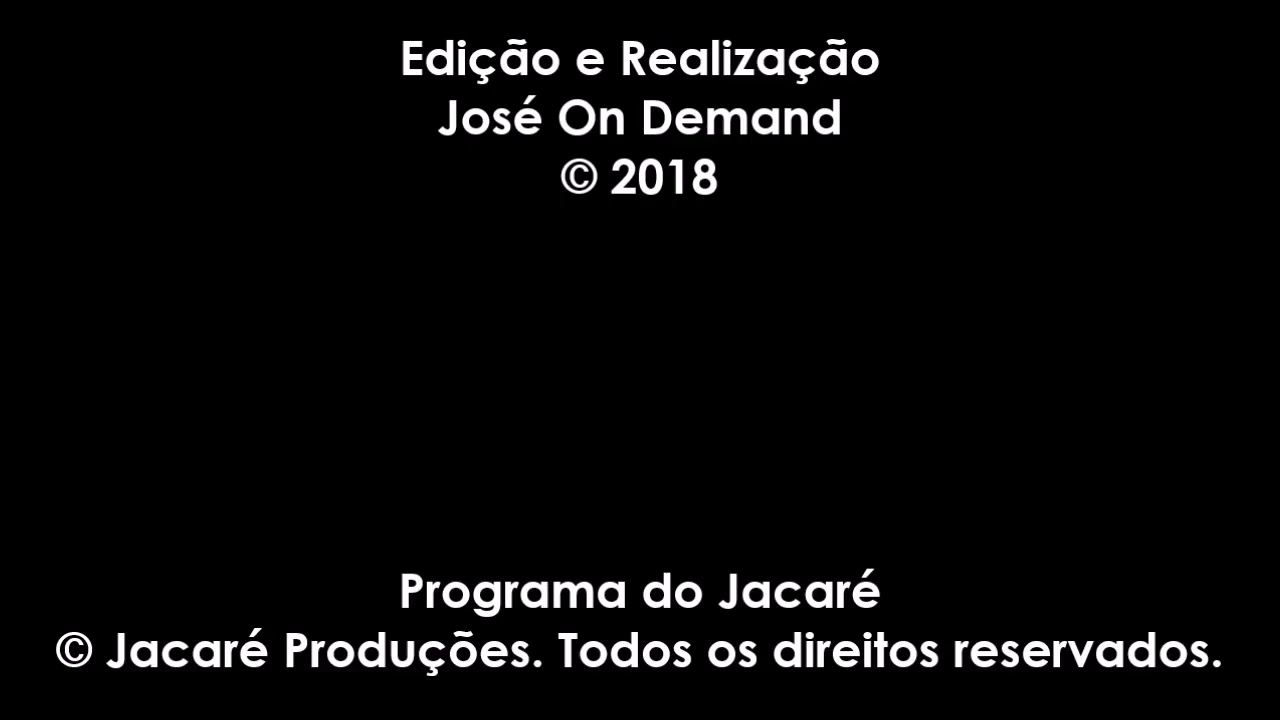 Edição e Realização
José On Demand
© 2018
Programa do Jacaré
© Jacaré Produções. Todos os direitos reservados.